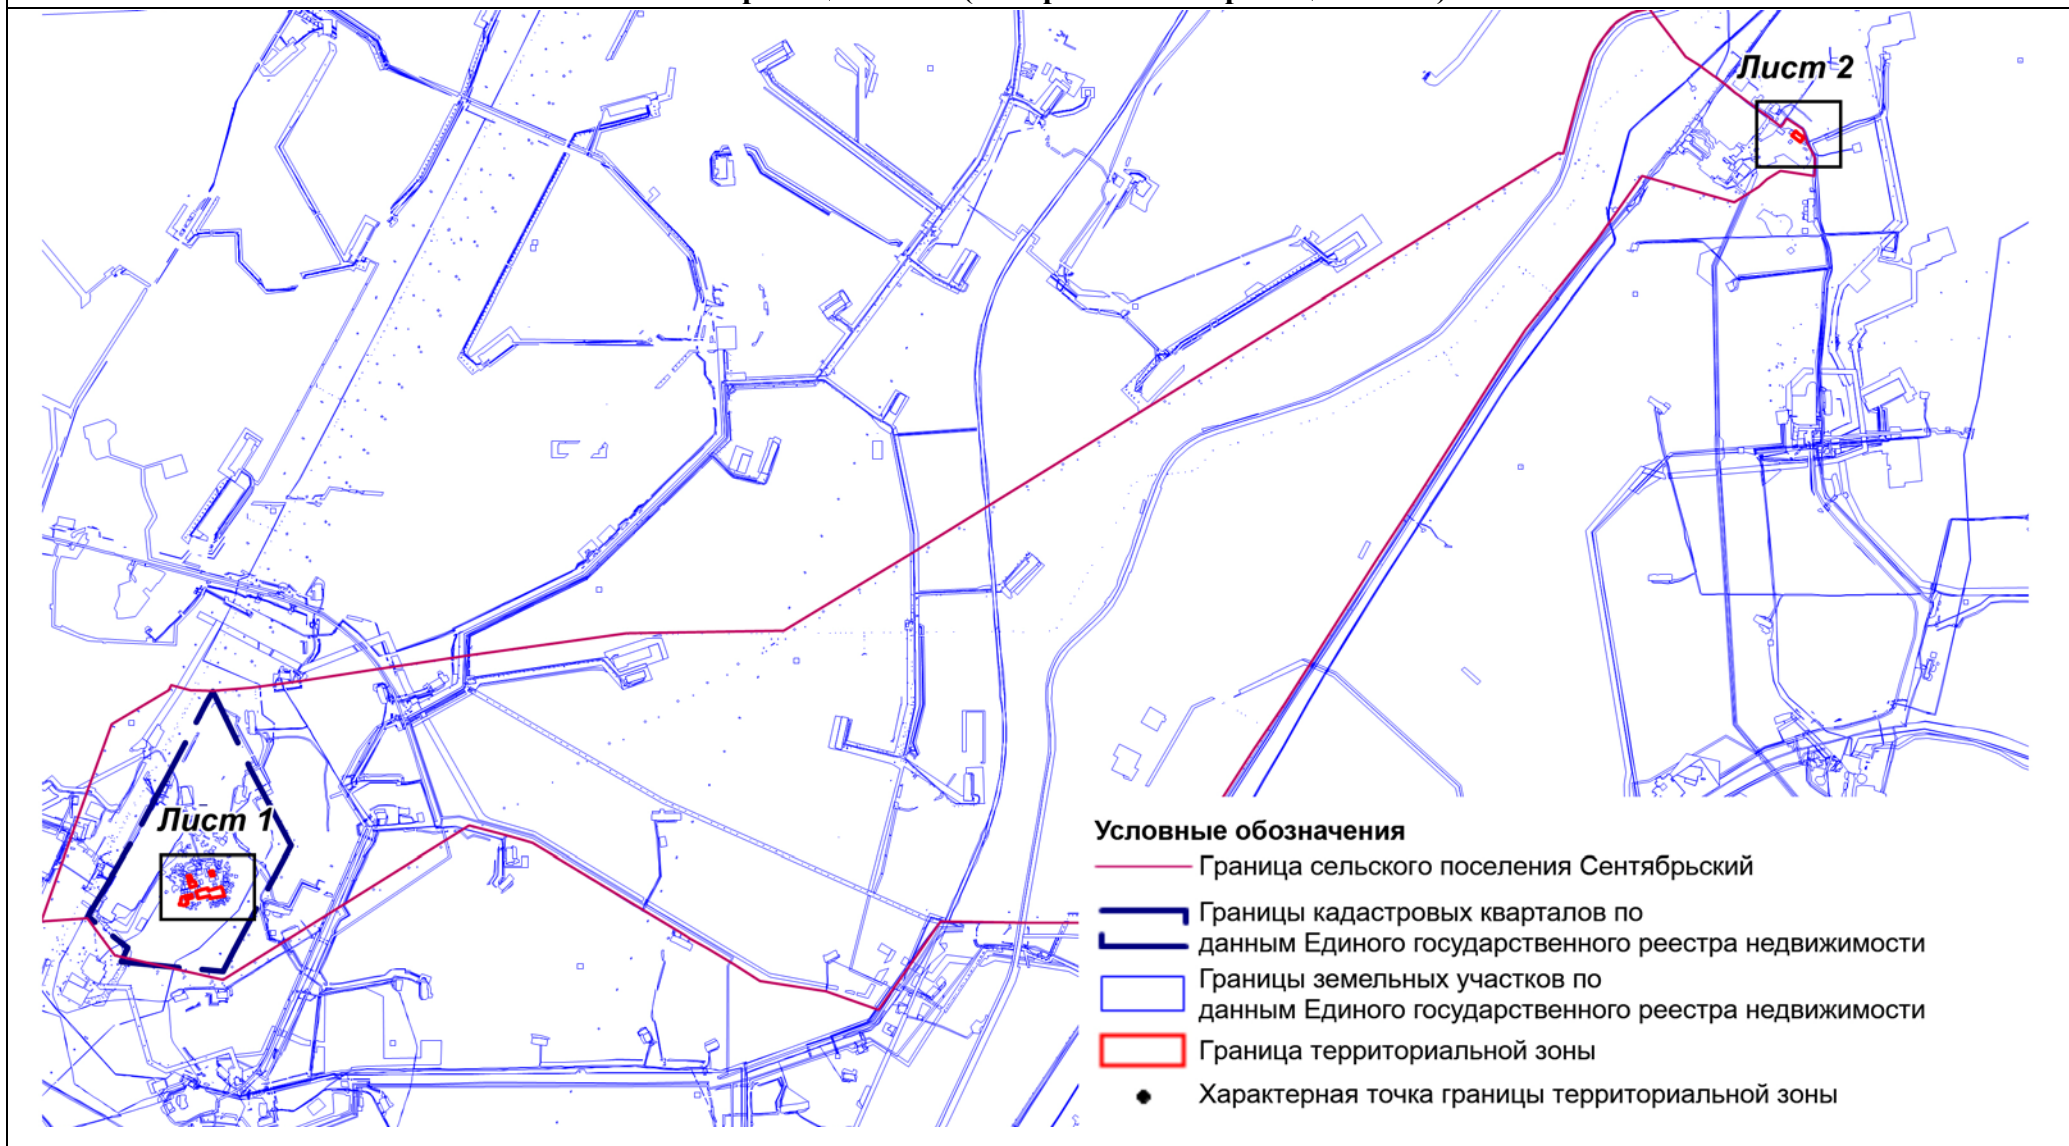 Лист 2
Лист 1
Условные обозначения
Граница сельского поселения Сентябрьский
Границы кадастровых кварталов по
данным Единого государственного реестра недвижимости
Границы земельных участков по
данным Единого государственного реестра недвижимости
Граница территориальной зоны
Характерная точка границы территориальной зоны